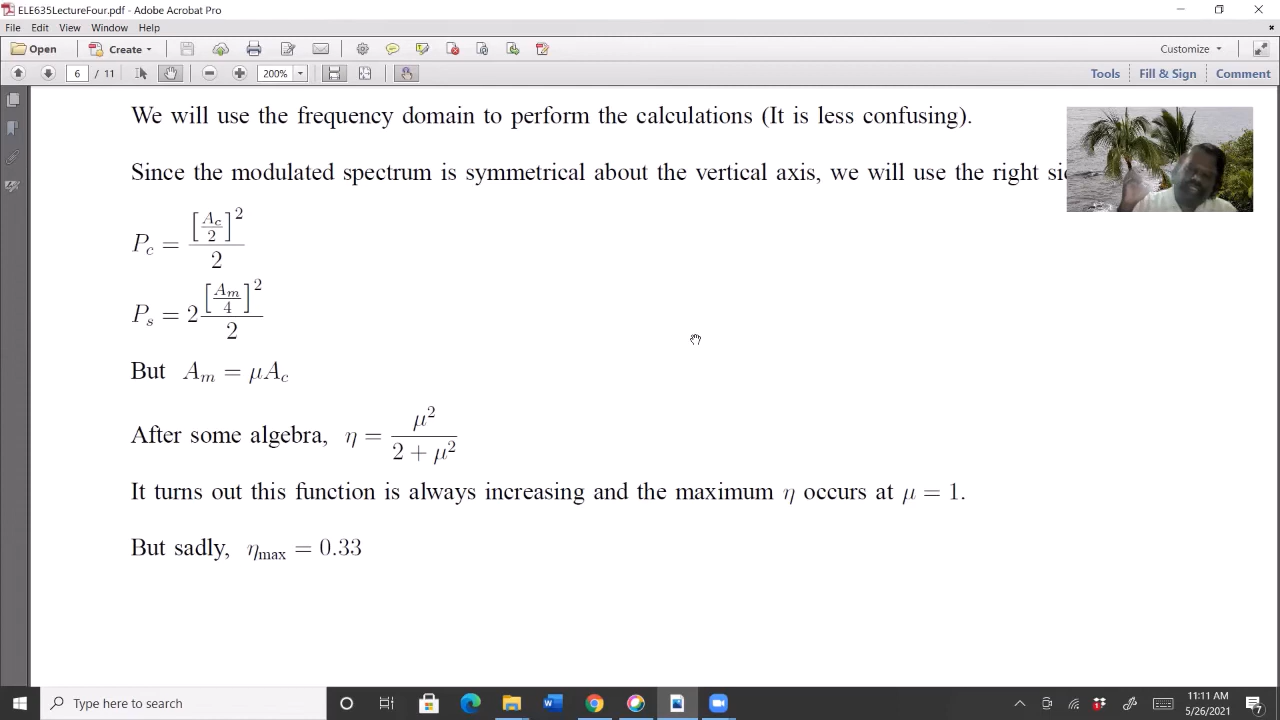 ELE635LectureFour.pdf - Adobe Acrobat Pro
File Edit View Window Help
Open Create Customize
6 / 11 200% Tools Fill & Sign Comment
We will use the frequency domain to perform the calculations (It is less confusing).
Since the modulated spectrum is symmetrical about the vertical axis, we will use the right
P_c = [A_c/2]^2 / 2
P_s = 2 [A_m/4]^2 / 2
But A_m = μA_c
After some algebra, η = μ^2 / (2 + μ^2)
It turns out this function is always increasing and the maximum η occurs at μ = 1.
But sadly, η_max = 0.33
Type here to search
11:11 AM
5/26/2021
7